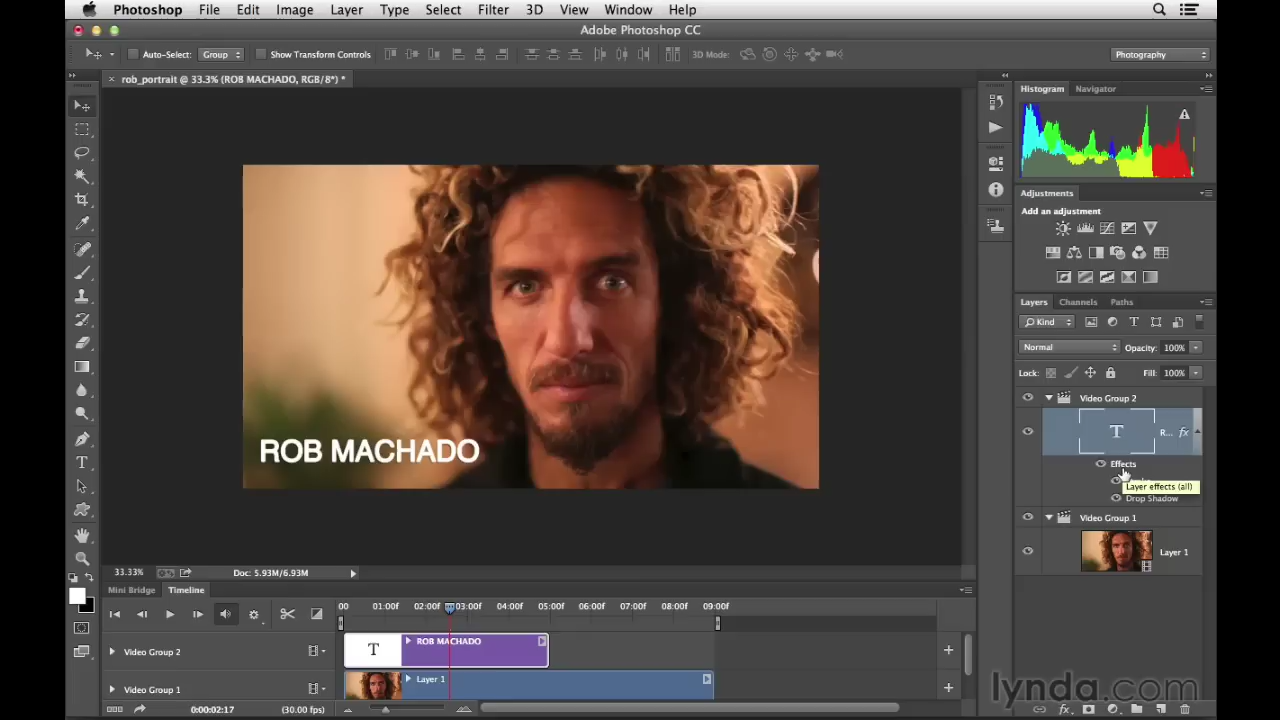 Photoshop File Edit Image Layer Type Select Filter 3D View Window Help
Adobe Photoshop CC
Auto-Select: Group Show Transform Controls 3D Mode: Photography
rob_portrait @ 33.3% (ROB MACHADO, RGB/8*) *
Histogram Navigator
Adjustments
Add an adjustment
Layers Channels Paths
Kind T
Normal Opacity: 100%
Lock: Fill: 100%
Video Group 2
T R... fx
Effects
Layer effects (all)
Drop Shadow
Video Group 1
Layer 1
ROB MACHADO
33.33% Doc: 5.93M/6.93M
Mini Bridge Timeline
00 01:00f 02:00f 03:00f 04:00f 05:00f 06:00f 07:00f 08:00f 09:00f
Video Group 2 T ROB MACHADO
Video Group 1 Layer 1
0:00:02:17 (30.00 fps)
lynda.com